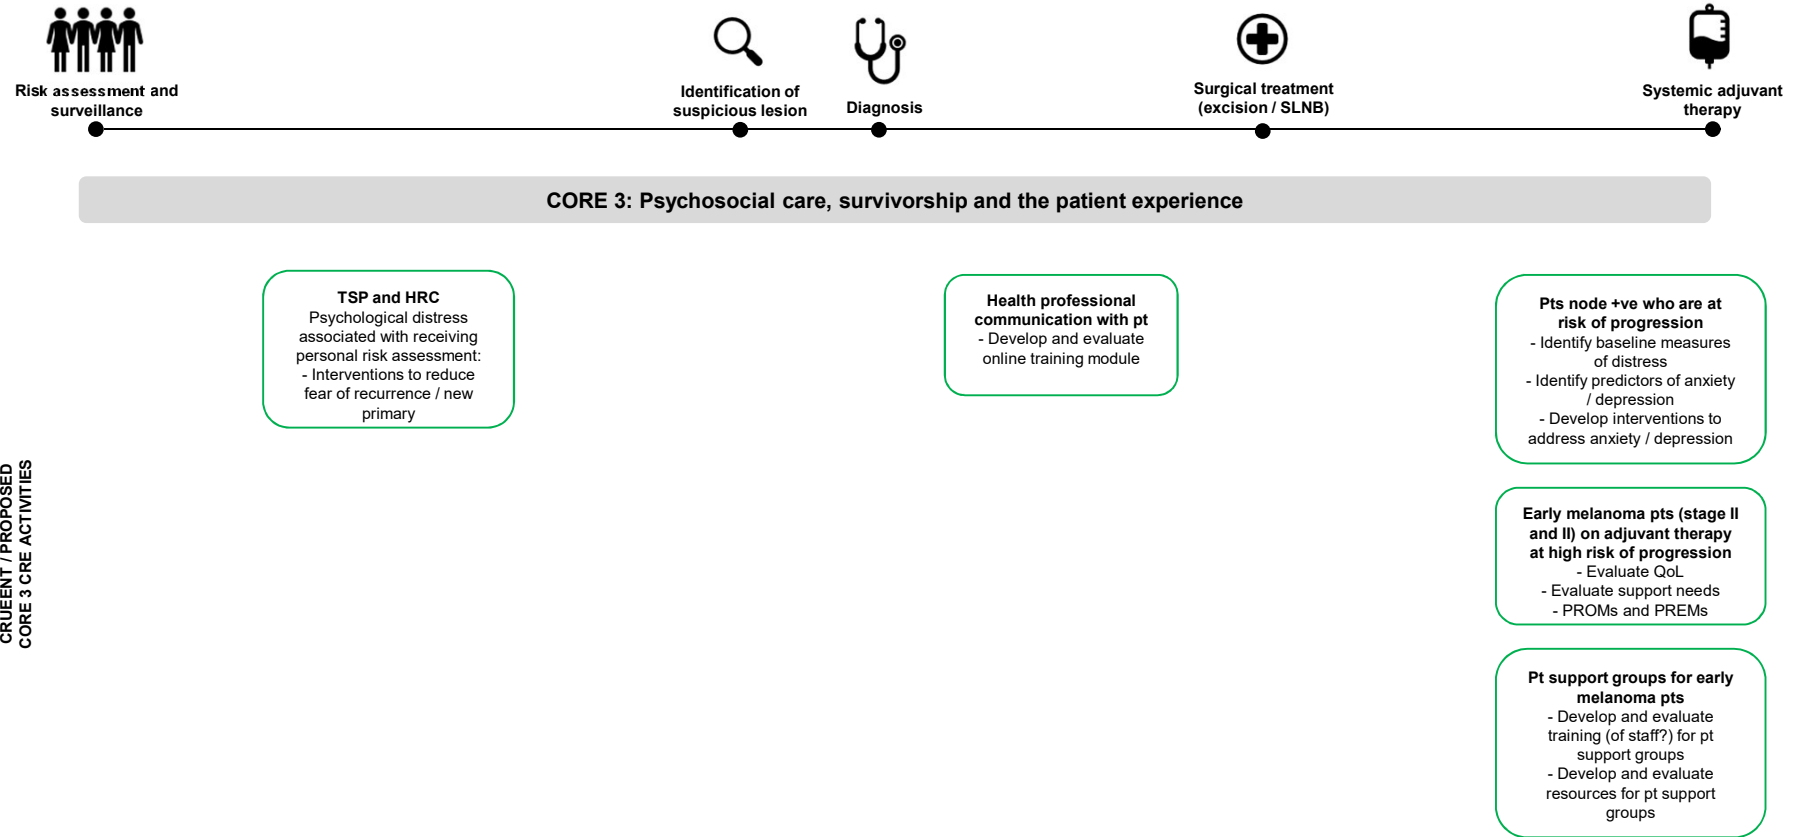 Risk assessment and
surveillance
Identification of
suspicious lesion
Diagnosis
Surgical treatment
(excision / SLNB)
Systemic adjuvant
therapy
CORE 3: Psychosocial care, survivorship and the patient experience
CRUEENT / PROPOSED
CORE 3 CRE ACTIVITIES
TSP and HRC
Psychological distress
associated with receiving
personal risk assessment:
- Interventions to reduce
fear of recurrence / new
primary
Health professional
communication with pt
- Develop and evaluate
online training module
Pts node +ve who are at
risk of progression
- Identify baseline measures
of distress
- Identify predictors of anxiety
/ depression
- Develop interventions to
address anxiety / depression
Early melanoma pts (stage II
and II) on adjuvant therapy
at high risk of progression
- Evaluate QoL
- Evaluate support needs
- PROMs and PREMs
Pt support groups for early
melanoma pts
- Develop and evaluate
training (of staff?) for pt
support groups
- Develop and evaluate
resources for pt support
groups